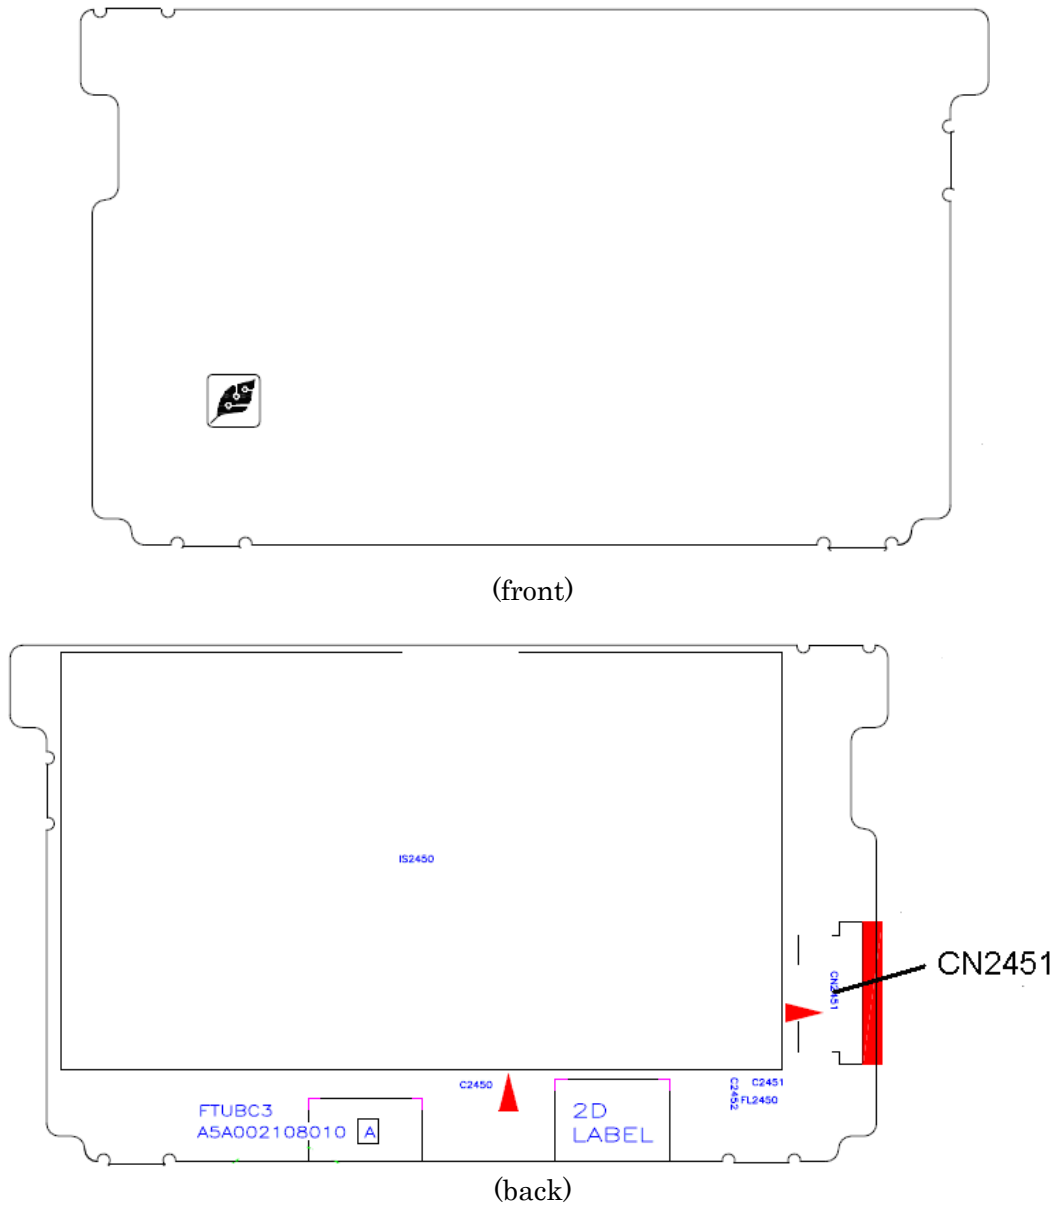 (front)
IS2450
CN2451
CN2451
C2450
C2452
C2451
FL2450
FTUBC3
A5A002108010 A
2D
LABEL
(back)